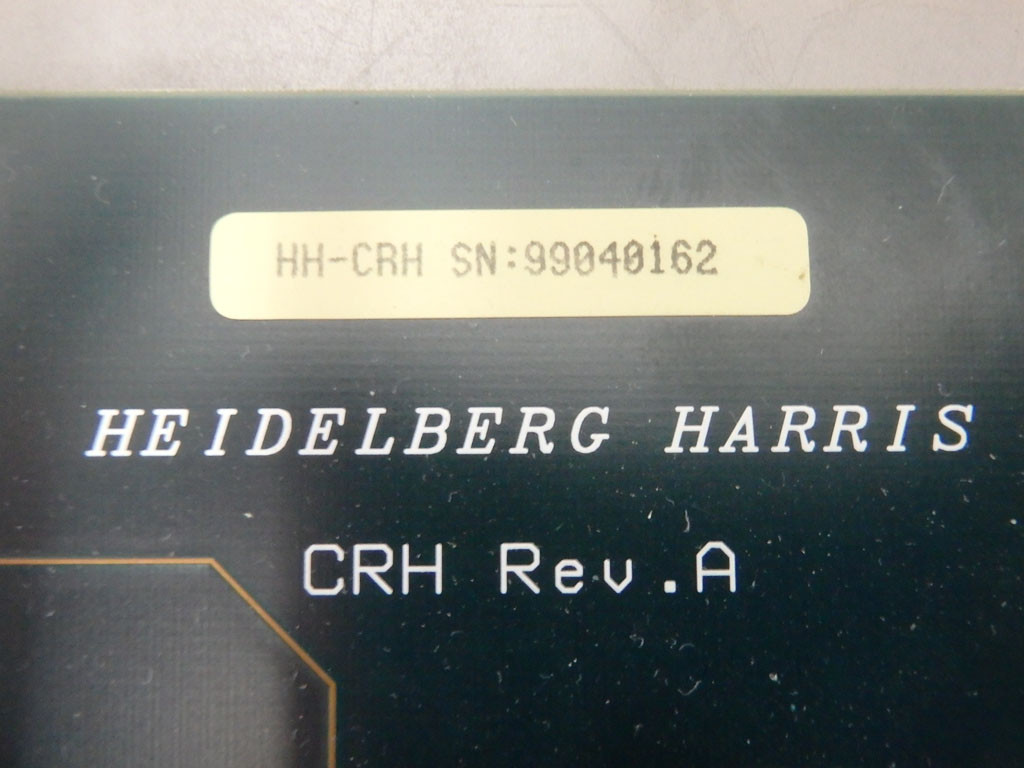 HH-CRH SN:99040162
HEIDELBERG HARRIS
CRH Rev.A